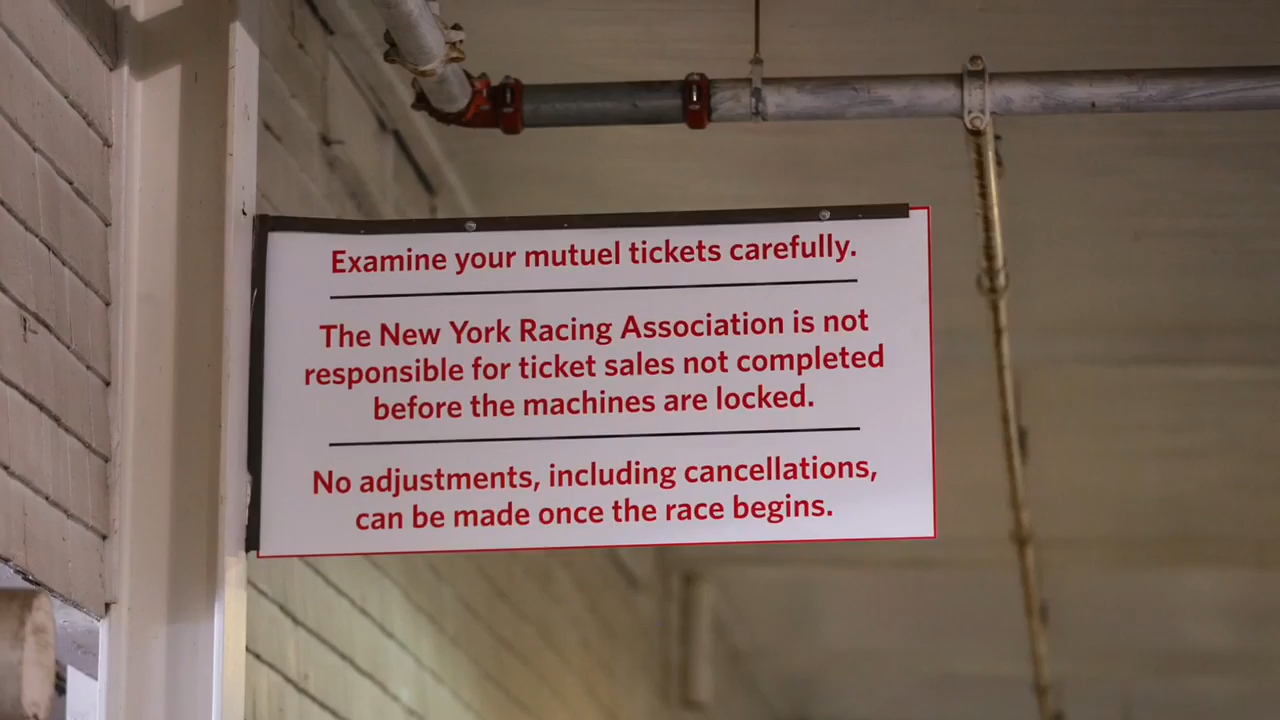 Examine your mutuel tickets carefully.
The New York Racing Association is not
responsible for ticket sales not completed
before the machines are locked.
No adjustments, including cancellations,
can be made once the race begins.